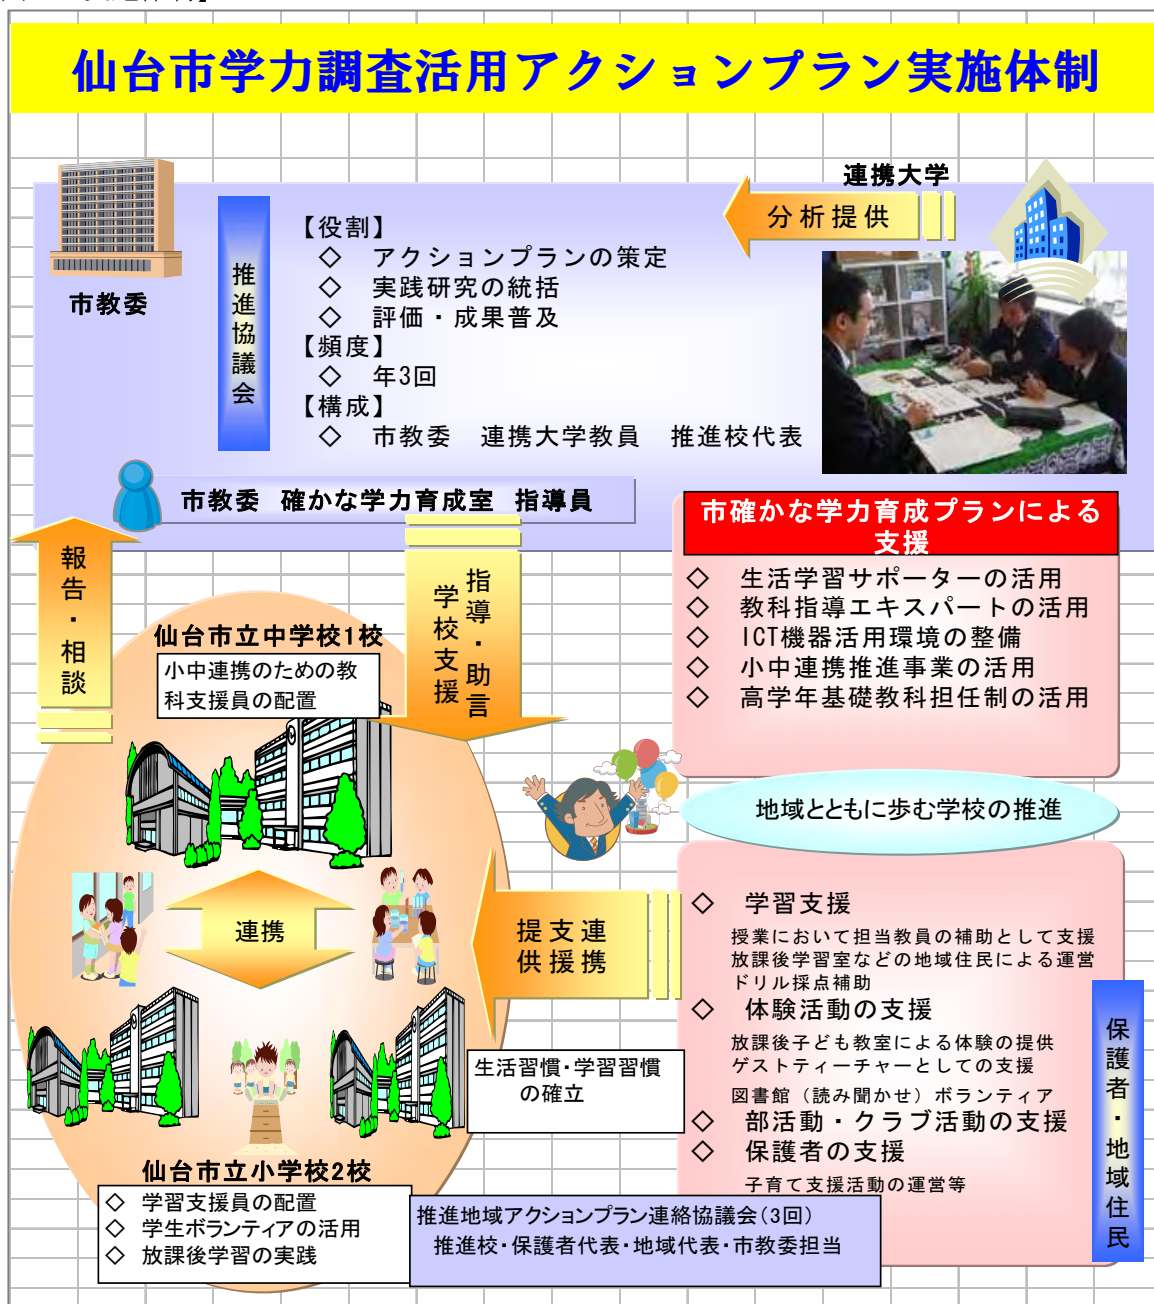 仙台市学力調査活用アクションプラン実施体制
連携大学
分析提供
市教委
推進協議会
【役割】
◇ アクションプランの策定
◇ 実践研究の統括
◇ 評価・成果普及
【頻度】
◇ 年3回
【構成】
◇ 市教委 連携大学教員 推進校代表
市教委 確かな学力育成室 指導員
報告・相談
指導・助言
学校支援
市確かな学力育成プランによる
支援
◇ 生活学習サポーターの活用
◇ 教科指導エキスパートの活用
◇ ICT機器活用環境の整備
◇ 小中連携推進事業の活用
◇ 高学年基礎教科担任制の活用
仙台市立中学校1校
小中連携のための教
科支援員の配置
地域とともに歩む学校の推進
連携
連携
支援
提供
◇ 学習支援
授業において担当教員の補助として支援
放課後学習室などの地域住民による運営
ドリル採点補助
◇ 体験活動の支援
放課後子ども教室による体験の提供
ゲストティーチャーとしての支援
図書館（読み聞かせ）ボランティア
◇ 部活動・クラブ活動の支援
◇ 保護者の支援
子育て支援活動の運営等
保護者・地域住民
生活習慣・学習習慣
の確立
仙台市立小学校2校
◇ 学習支援員の配置
◇ 学生ボランティアの活用
◇ 放課後学習の実践
推進地域アクションプラン連絡協議会（3回）
推進校・保護者代表・地域代表・市教委担当